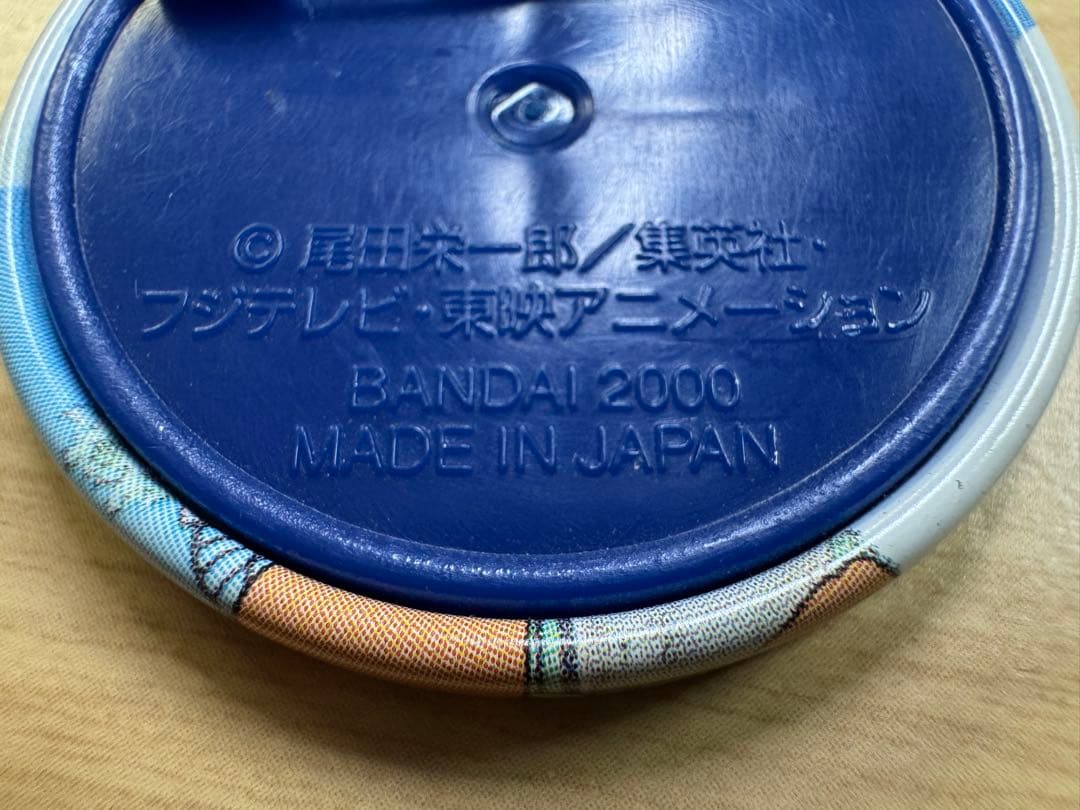 © 尾田栄一郎／集英社・
フジテレビ・東映アニメーション
BANDAI 2000
MADE IN JAPAN